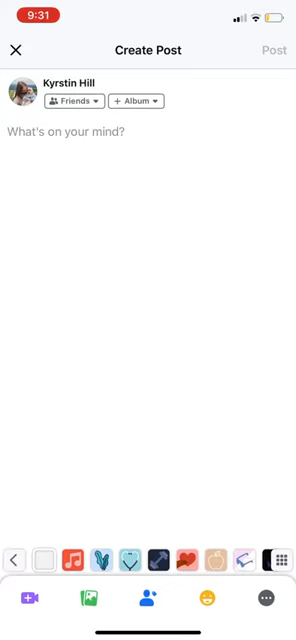 9:31
Create Post
Post
Kyrstin Hill
Friends
+ Album
What's on your mind?